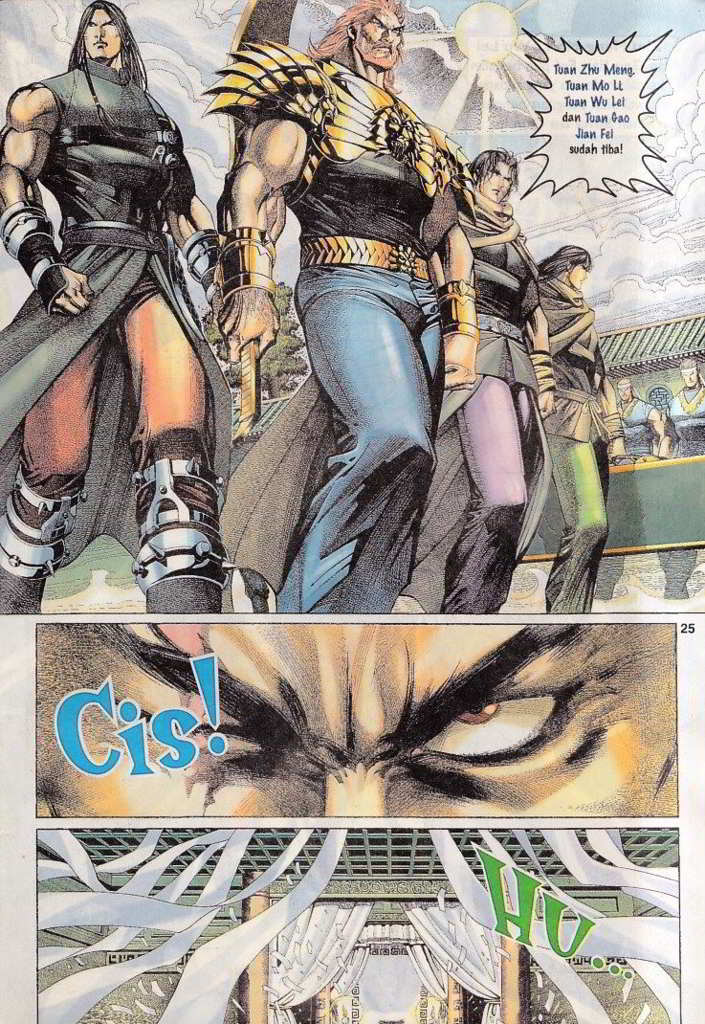 Tuan Zhu Meng,
Tuan Mo Li,
Tuan Wu Lei
dan Tuan Gao
Jian Fei
sudah tiba!
25
Cis!
HU...